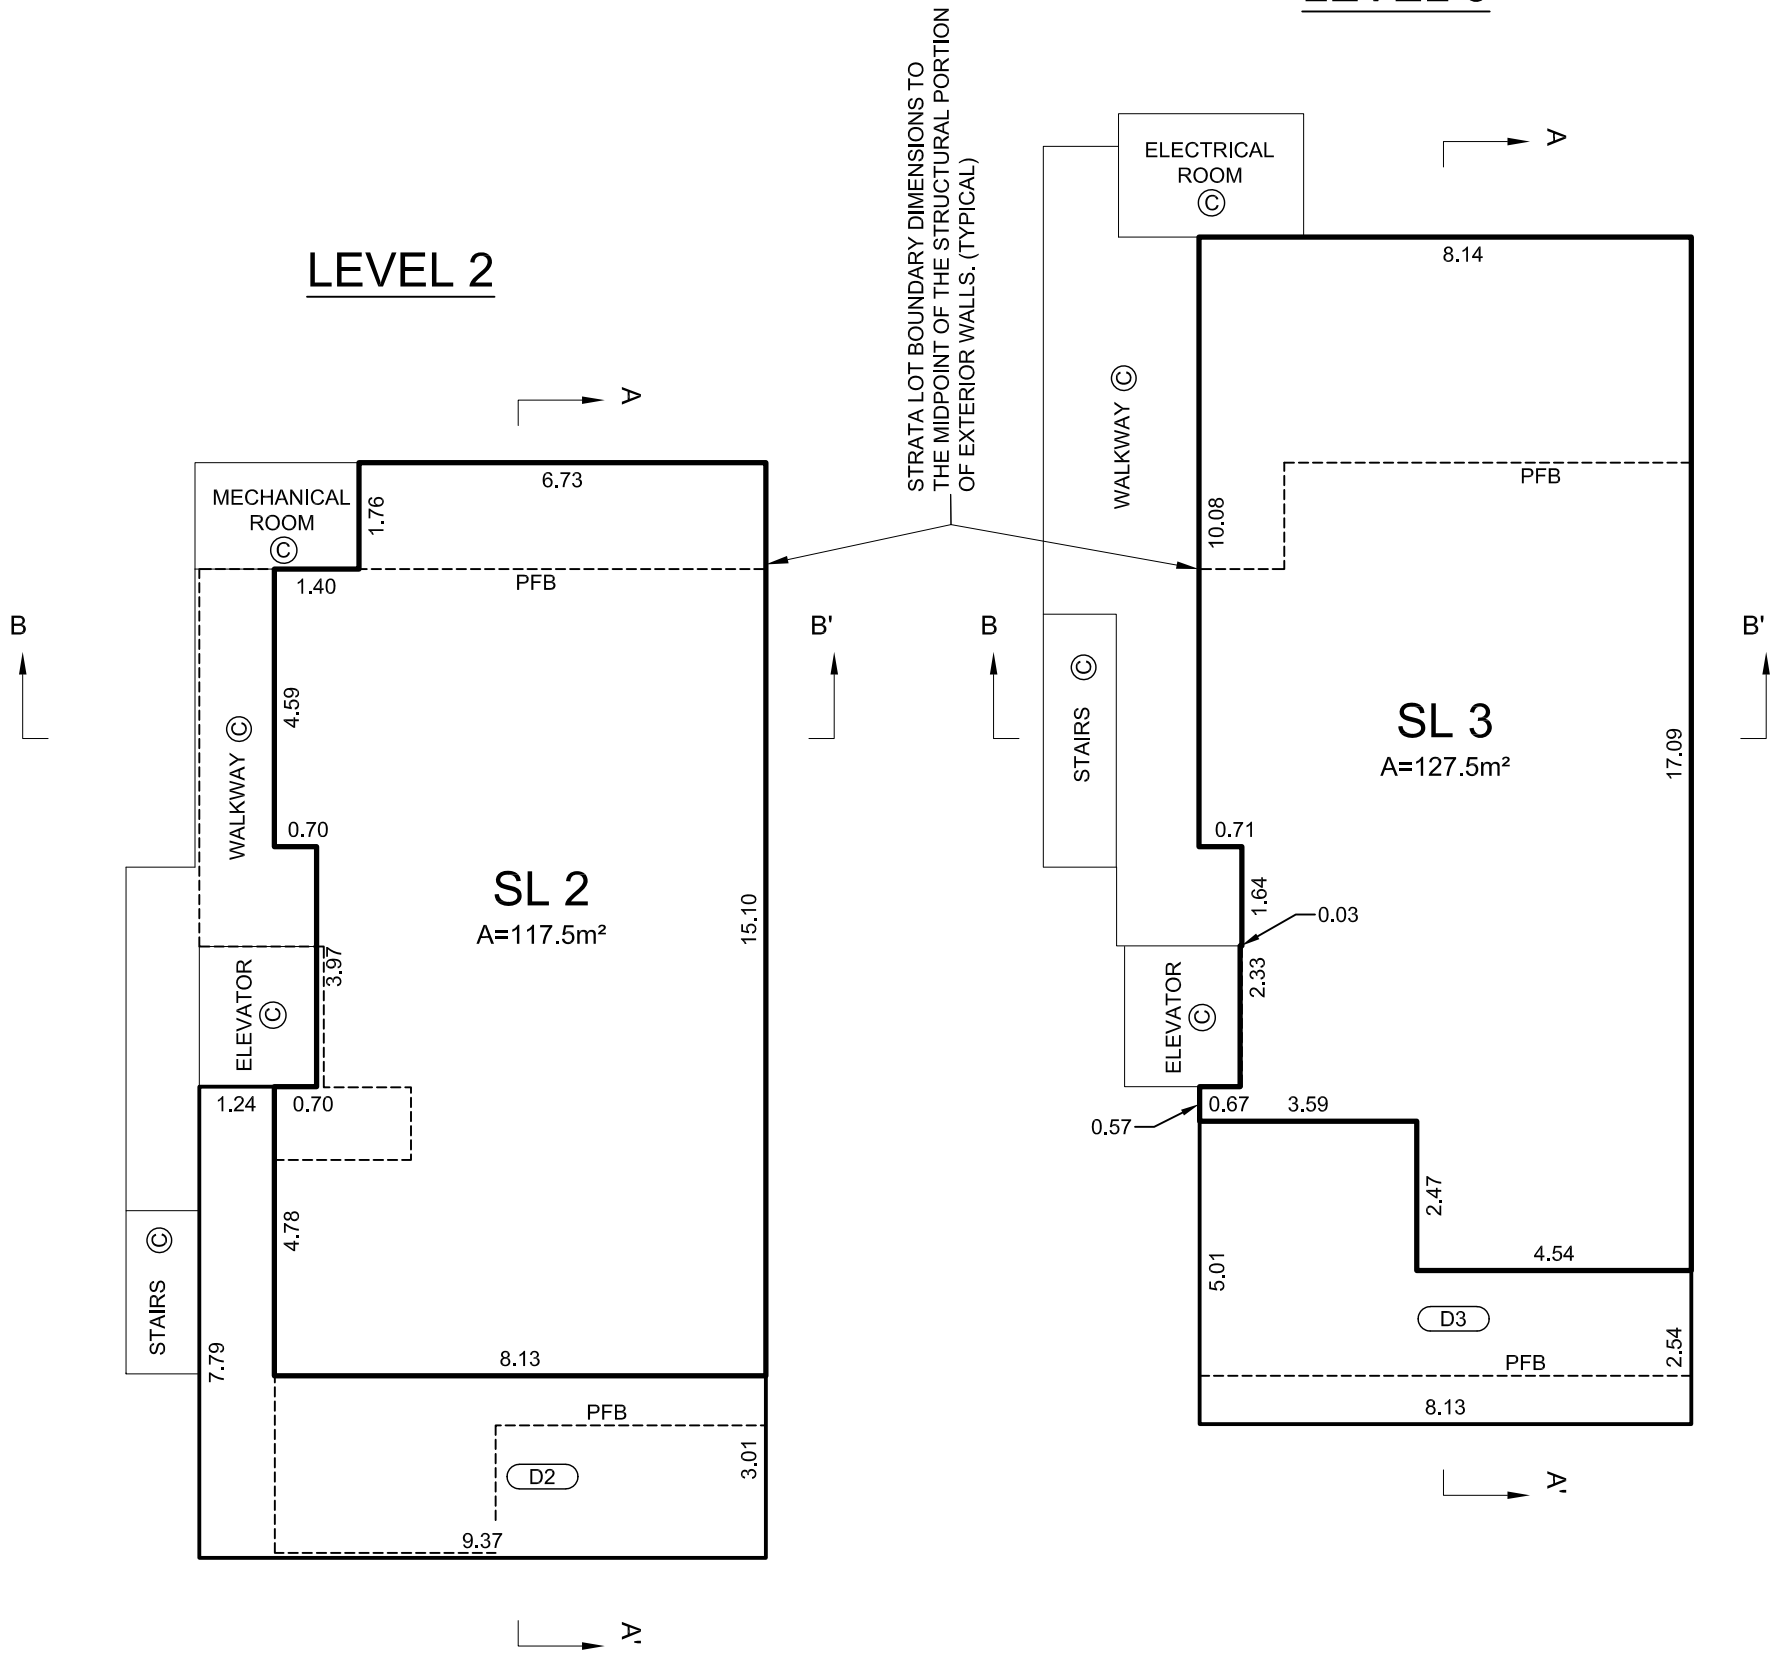 LEVEL 2
A
6.73
MECHANICAL
ROOM
C
1.76
1.40
PFB
B
B'
4.59
WALKWAY C
0.70
SL 2
A=117.5m²
15.10
3.97
ELEVATOR
C
1.24
0.70
4.78
STAIRS C
7.79
8.13
PFB
3.01
D2
9.37
A'
STRATA LOT BOUNDARY DIMENSIONS TO
THE MIDPOINT OF THE STRUCTURAL PORTION
OF EXTERIOR WALLS. (TYPICAL)
A
ELECTRICAL
ROOM
C
8.14
WALKWAY C
PFB
10.08
B
B'
STAIRS C
SL 3
A=127.5m²
17.09
0.71
1.64
0.03
2.33
ELEVATOR
C
0.67
3.59
0.57
2.47
4.54
5.01
D3
2.54
PFB
8.13
A'